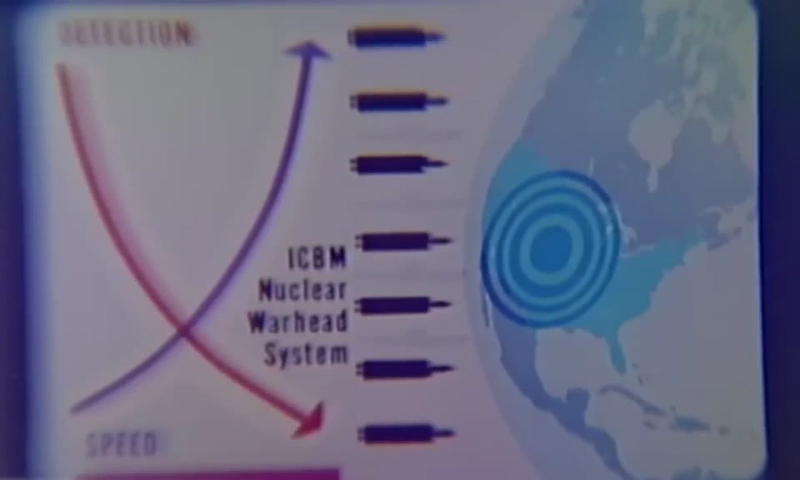 DETECTION
ICBM
Nuclear
Warhead
System
SPEED